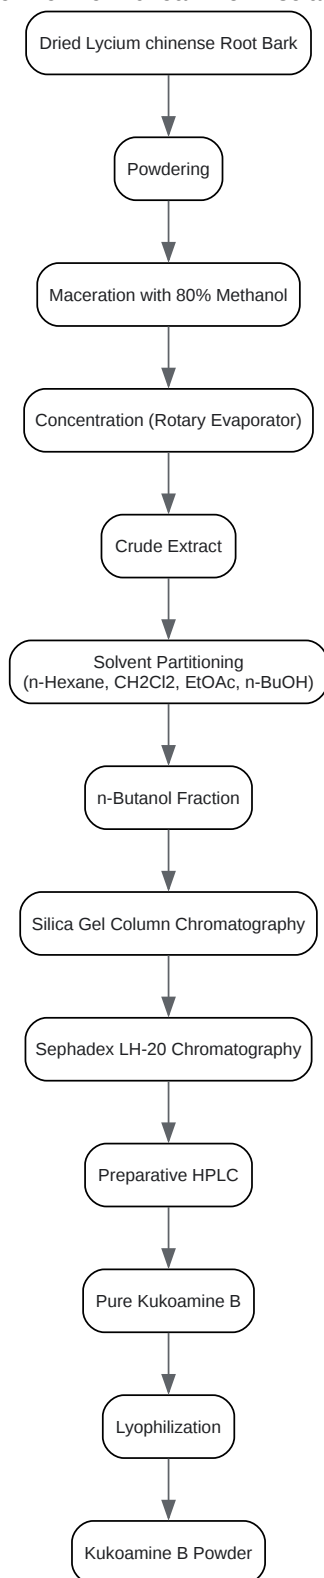 Dried Lycium chinense Root Bark
Powdering
Maceration with 80% Methanol
Concentration (Rotary Evaporator)
Crude Extract
Solvent Partitioning
(n-Hexane, CH2Cl2, EtOAc, n-BuOH)
n-Butanol Fraction
Silica Gel Column Chromatography
Sephadex LH-20 Chromatography
Preparative HPLC
Pure Kukoamine B
Lyophilization
Kukoamine B Powder